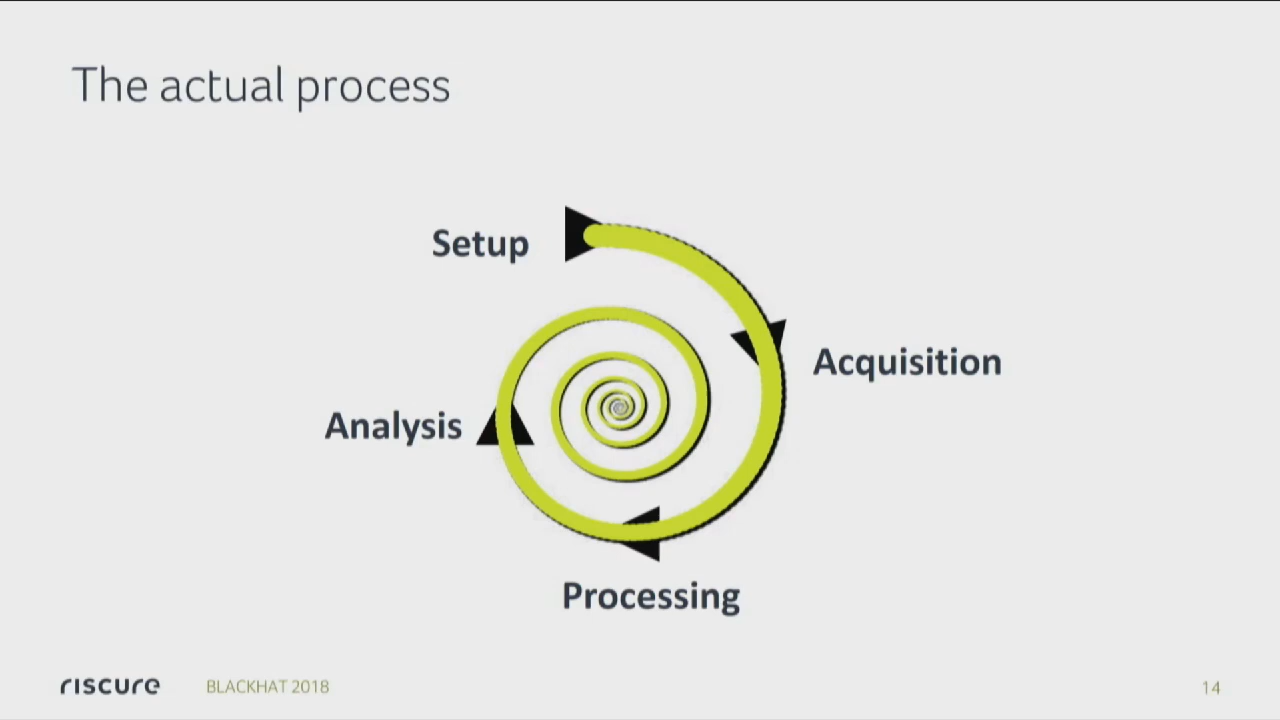 The actual process
Setup
Acquisition
Analysis
Processing
riscure BLACKHAT 2018 14